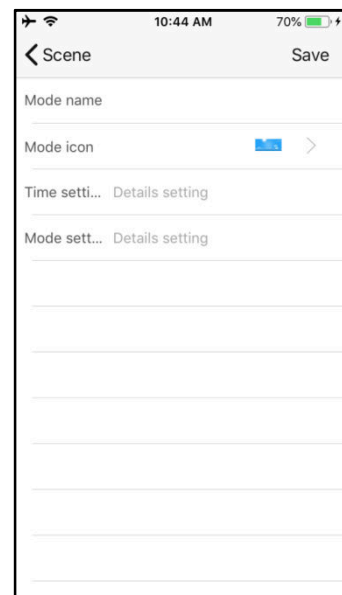 10:44 AM 70%
Scene Save
Mode name
Mode icon
Time setti... Details setting
Mode sett... Details setting